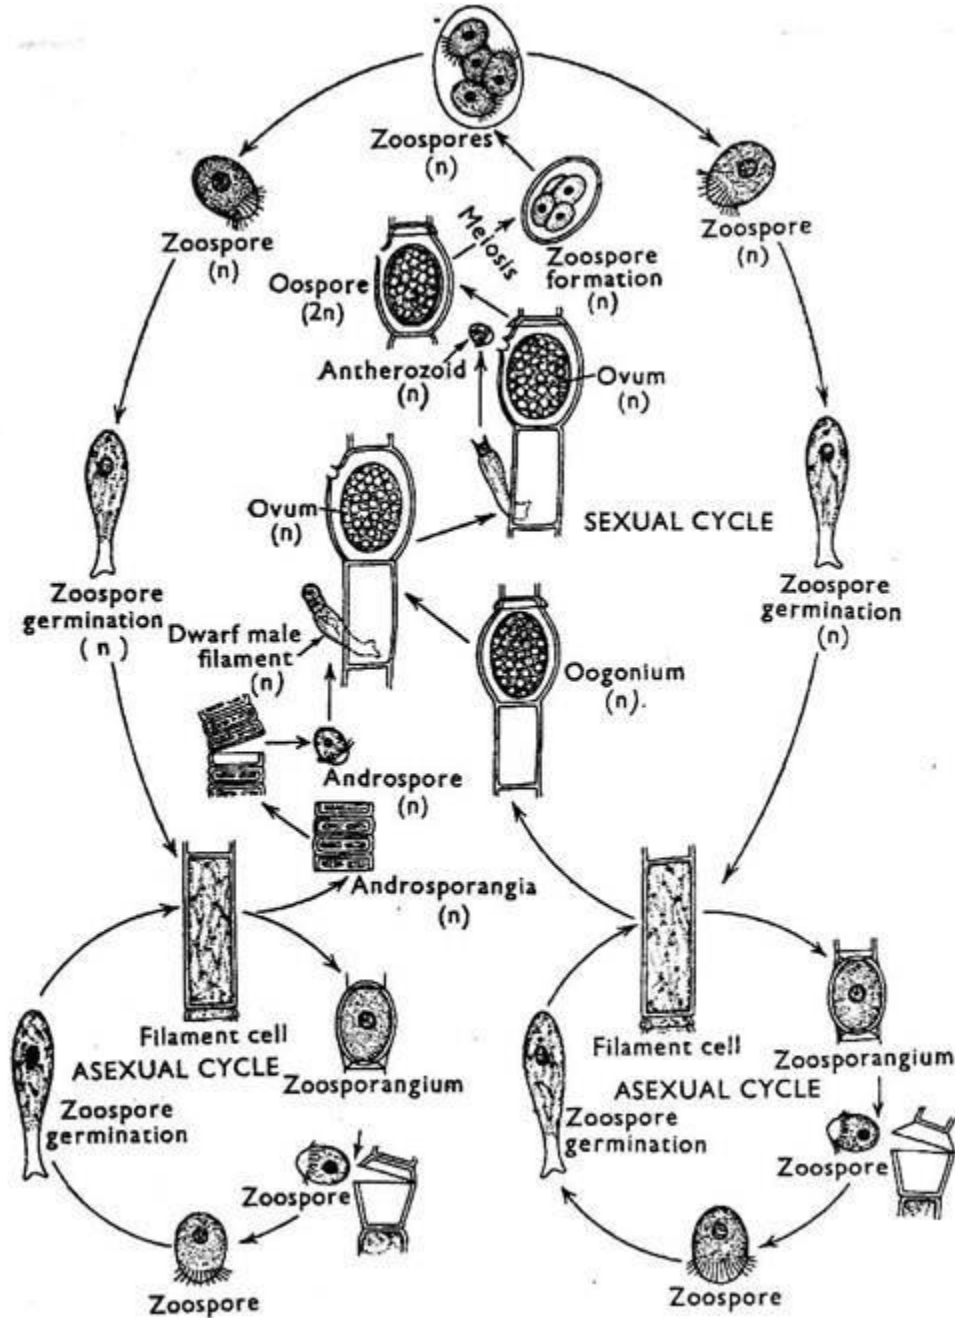 Zoospores
(n)
Zoospore
(n)
Zoospore
(n)
Meiosis
Zoospore
formation
(n)
Oospore
(2n)
Antherozoid
(n)
Ovum
(n)
Ovum
(n)
SEXUAL CYCLE
Zoospore
germination
(n)
Zoospore
germination
(n)
Dwarf male
filament
(n)
Oogonium
(n).
Androspore
(n)
Androsporangia
(n)
Filament cell
ASEXUAL CYCLE
Zoosporangium
Zoospore
germination
Zoospore
Zoospore
Filament cell
Zoosporangium
ASEXUAL CYCLE
Zoospore
germination
Zoospore
Zoospore